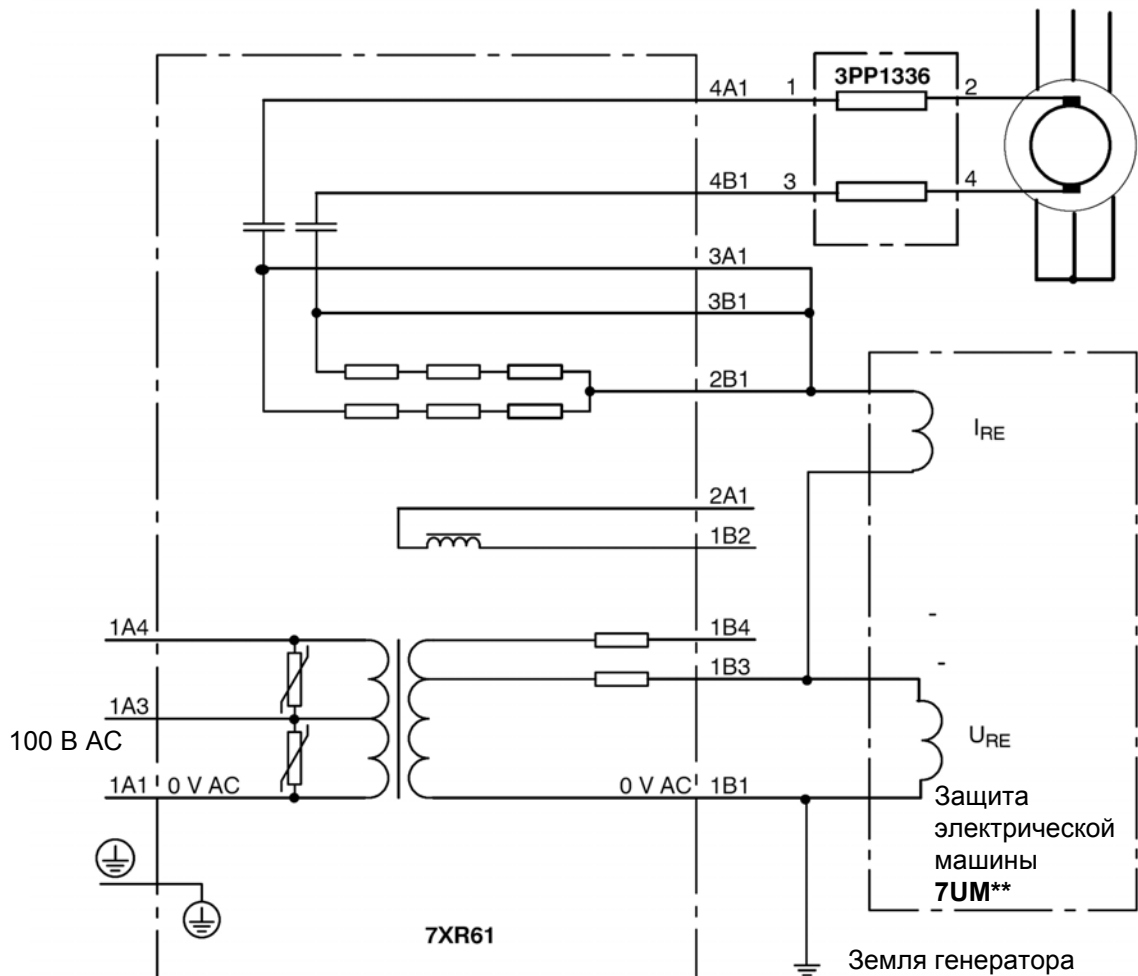 3PP1336
4A1 1 2
4B1 3 4
3A1
3B1
2B1
I_RE
2A1
1B2
-
1A4 1B4
-
1B3
1A3
100 В AC
U_RE
1A1 0 V AC 0 V AC 1B1
Защита
электрической
машины
7UM**
7XR61
Земля генератора